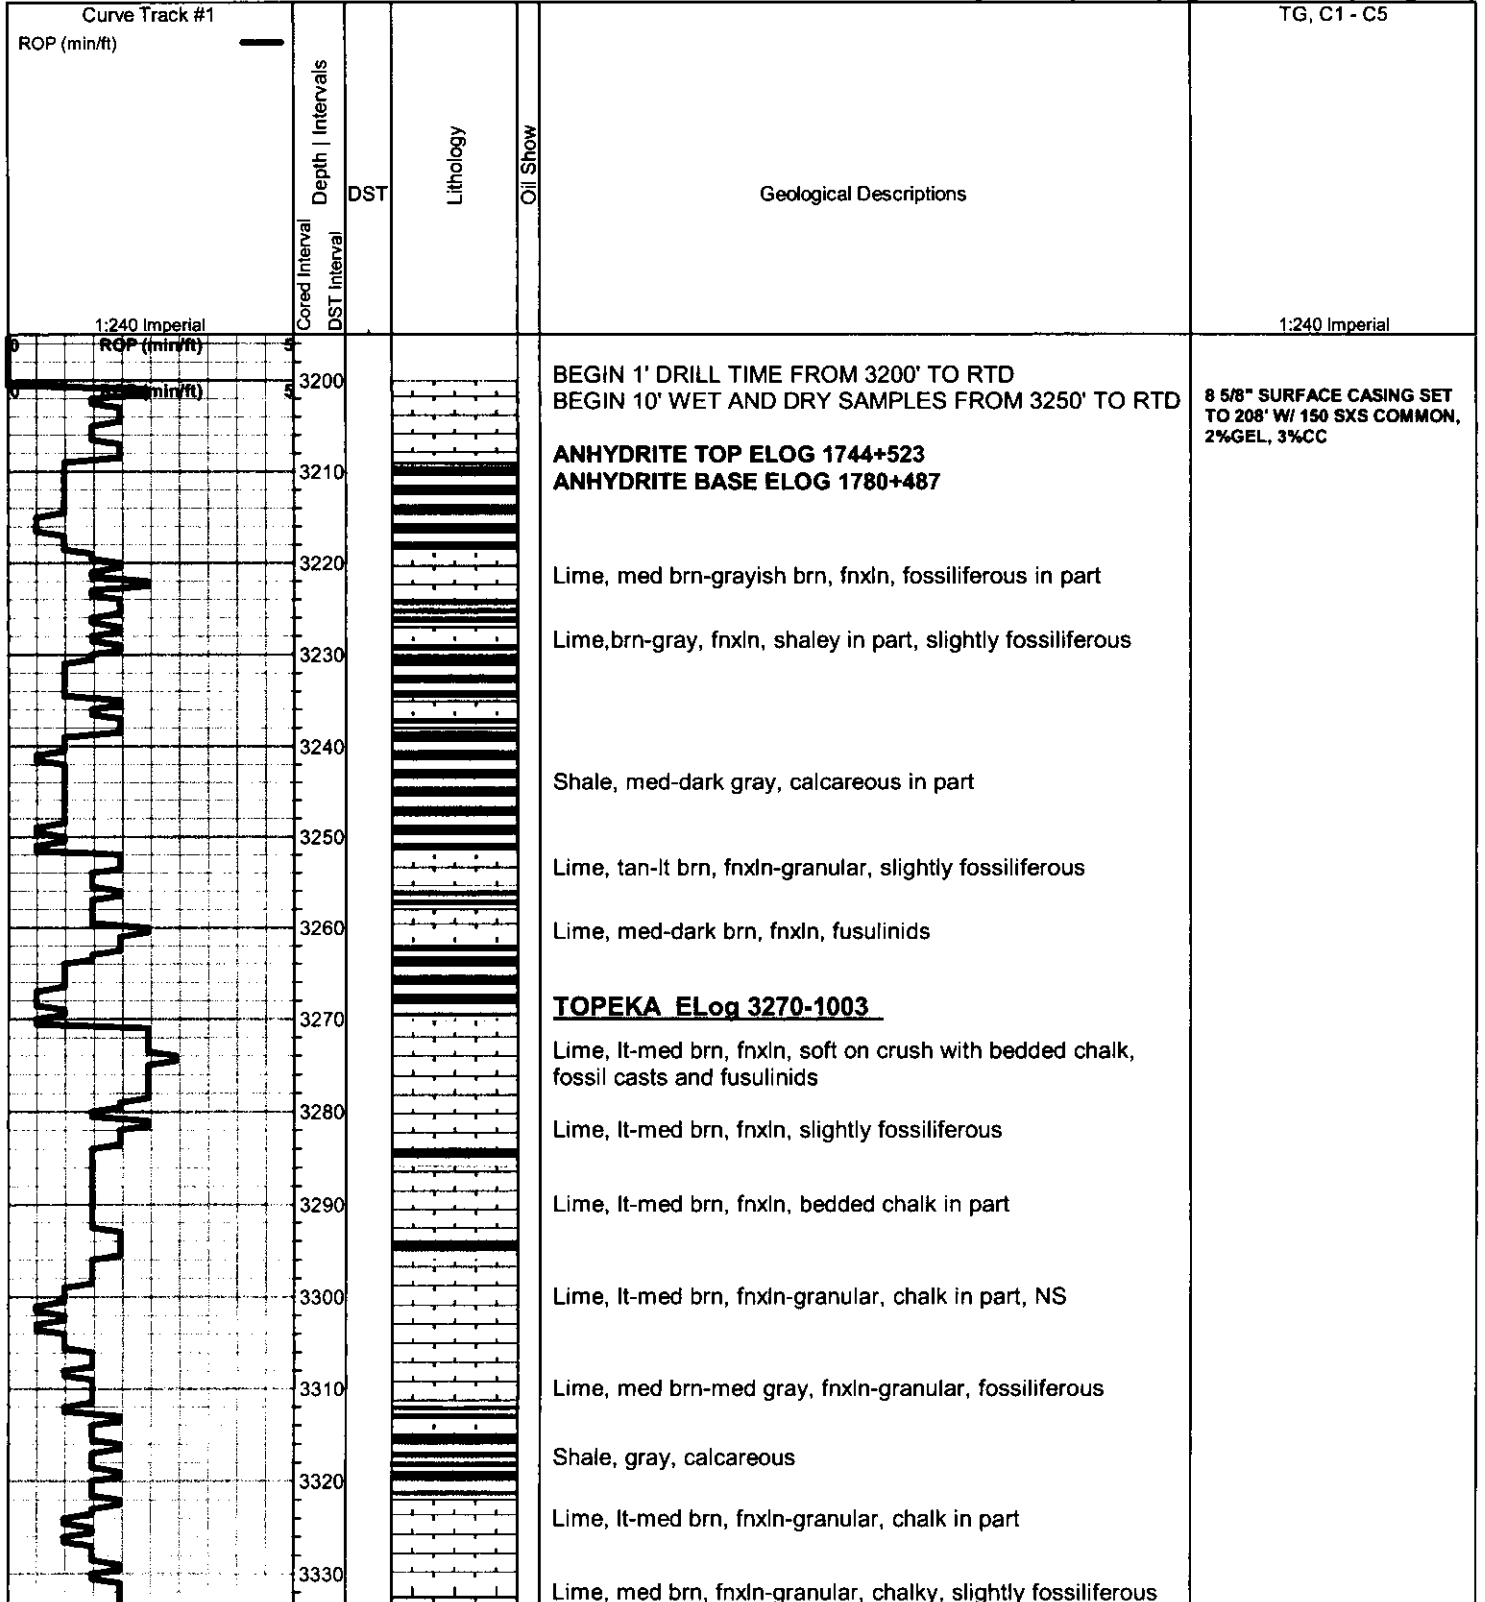 Curve Track #1
ROP (min/ft)
Cored Interval
Depth | Intervals
DST Interval
DST
Lithology
Oil Show
Geological Descriptions
TG, C1 - C5
1:240 Imperial
1:240 Imperial
0 ROP (min/ft) 5
3200
BEGIN 1' DRILL TIME FROM 3200' TO RTD
BEGIN 10' WET AND DRY SAMPLES FROM 3250' TO RTD
8 5/8" SURFACE CASING SET
TO 208' W/ 150 SXS COMMON,
2%GEL, 3%CC
ANHYDRITE TOP ELOG 1744+523
3210
ANHYDRITE BASE ELOG 1780+487
3220
Lime, med brn-grayish brn, fnxln, fossiliferous in part
Lime,brn-gray, fnxln, shaley in part, slightly fossiliferous
3230
3240
Shale, med-dark gray, calcareous in part
3250
Lime, tan-lt brn, fnxln-granular, slightly fossiliferous
3260
Lime, med-dark brn, fnxln, fusulinids
TOPEKA ELog 3270-1003
3270
Lime, lt-med brn, fnxln, soft on crush with bedded chalk,
fossil casts and fusulinids
3280
Lime, lt-med brn, fnxln, slightly fossiliferous
3290
Lime, lt-med brn, fnxln, bedded chalk in part
3300
Lime, lt-med brn, fnxln-granular, chalk in part, NS
3310
Lime, med brn-med gray, fnxln-granular, fossiliferous
Shale, gray, calcareous
3320
Lime, lt-med brn, fnxln-granular, chalk in part
3330
Lime, med brn, fnxln-granular, chalky, slightly fossiliferous